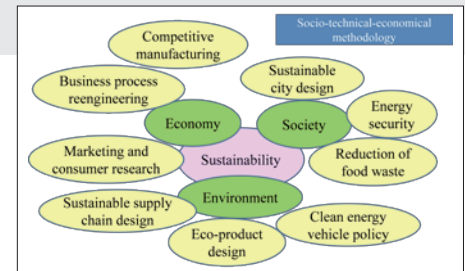 Socio-technical-economical
methodology
Competitive
manufacturing
Sustainable
city design
Business process
reengineering
Energy
security
Economy
Society
Marketing and
consumer research
Sustainability
Reduction of
food waste
Environment
Sustainable supply
chain design
Clean energy
vehicle policy
Eco-product
design